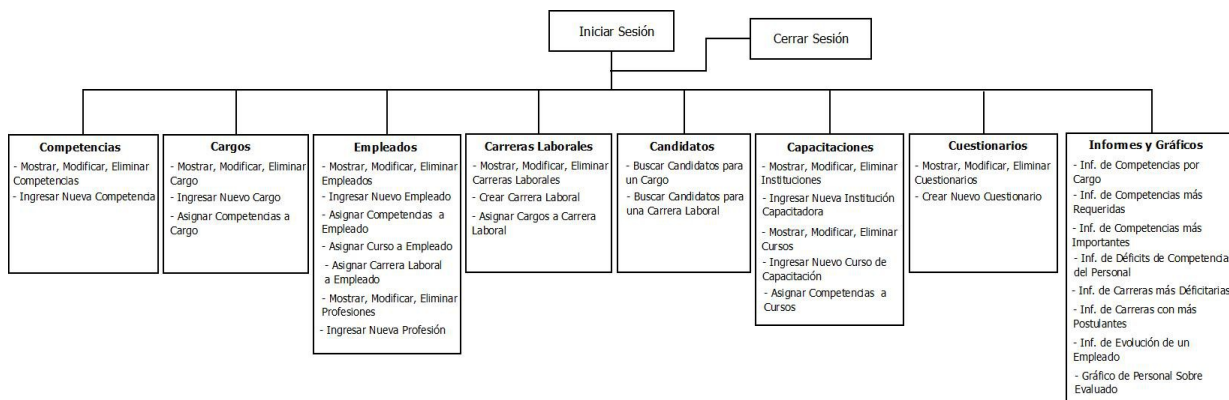 Iniciar Sesión
Cerrar Sesión
Competencias
- Mostrar, Modificar, Eliminar
Competencias
- Ingresar Nueva Competencia
Cargos
- Mostrar, Modificar, Eliminar
Cargo
- Ingresar Nuevo Cargo
- Asignar Competencias a
Cargo
Empleados
- Mostrar, Modificar, Eliminar
Empleados
- Ingresar Nuevo Empleado
- Asignar Competencias a
Empleado
- Asignar Curso a Empleado
- Asignar Carrera Laboral
a Empleado
- Mostrar, Modificar, Eliminar
Profesiones
- Ingresar Nueva Profesión
Carreras Laborales
- Mostrar, Modificar, Eliminar
Carreras Laborales
- Crear Carrera Laboral
- Asignar Cargos a Carrera
Laboral
Candidatos
- Buscar Candidatos para
un Cargo
- Buscar Candidatos para
una Carrera Laboral
Capacitaciones
- Mostrar, Modificar, Eliminar
Instituciones
- Ingresar Nueva Institución
Capacitadora
- Mostrar, Modificar, Eliminar
Cursos
- Ingresar Nuevo Curso de
Capacitación
- Asignar Competencias a
Cursos
Cuestionarios
- Mostrar, Modificar, Eliminar
Cuestionarios
- Crear Nuevo Cuestionario
Informes y Gráficos
- Inf. de Competencias por
Cargo
- Inf. de Competencias más
Requeridas
- Inf. de Competencias más
Importantes
- Inf. de Déficits de Competencia
del Personal
- Inf. de Carreras más Déficitarias
- Inf. de Carreras con más
Postulantes
- Inf. de Evolución de un
Empleado
- Gráfico de Personal Sobre
Evaluado